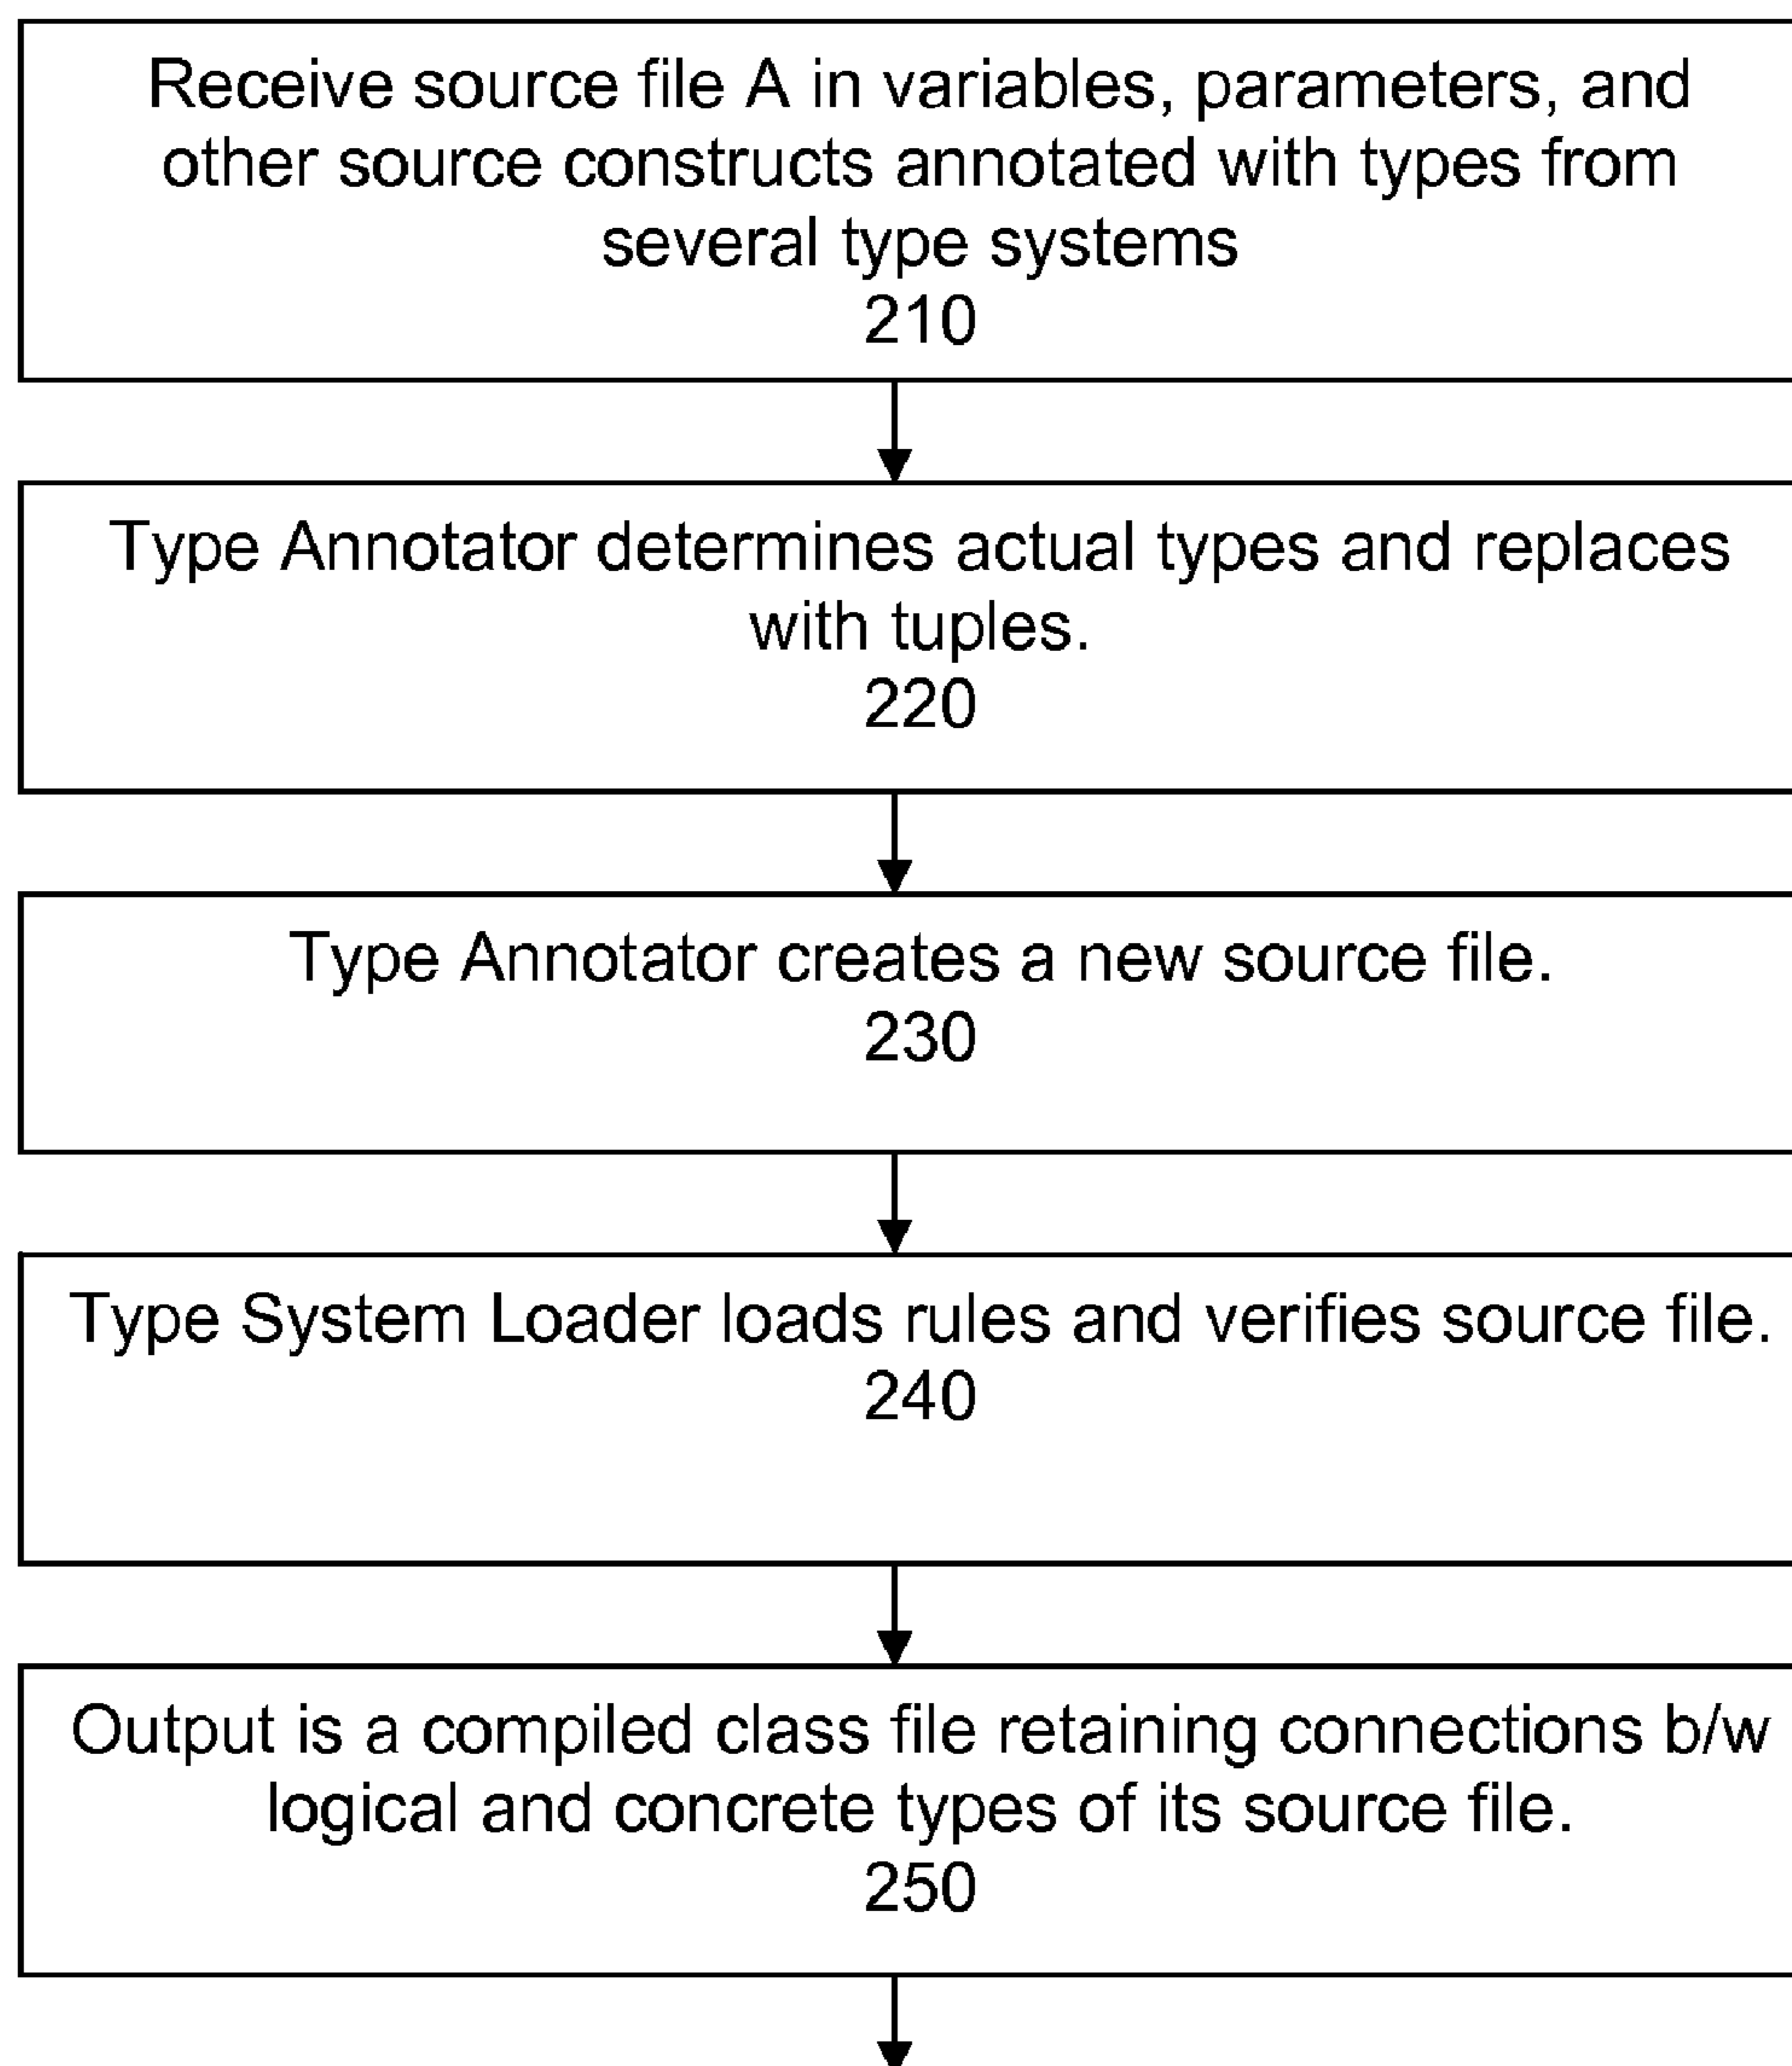 Receive source file A in variables, parameters, and
other source constructs annotated with types from
several type systems
210
Type Annotator determines actual types and replaces
with tuples.
220
Type Annotator creates a new source file.
230
Type System Loader loads rules and verifies source file.
240
Output is a compiled class file retaining connections b/w
logical and concrete types of its source file.
250